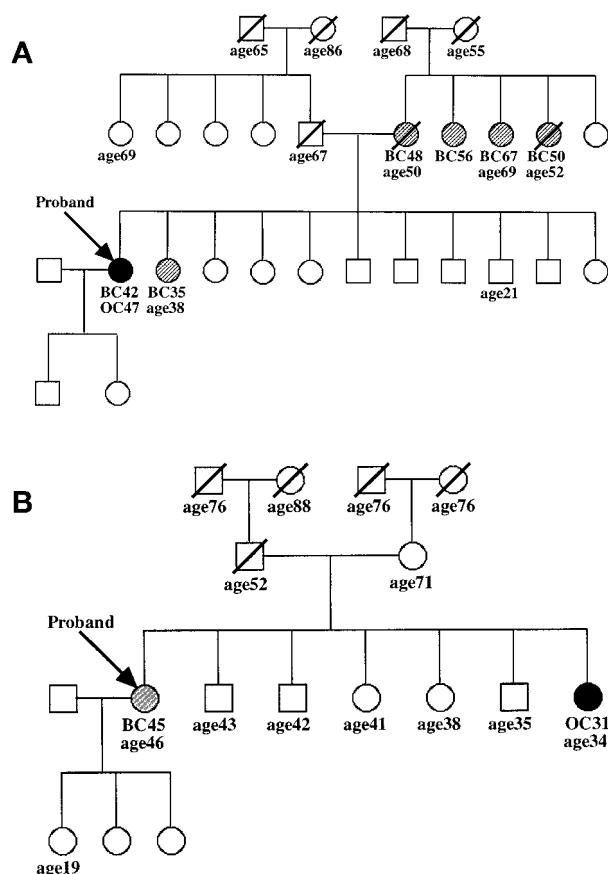 A
age65 age86 age68 age55
age69 age67 BC48 BC56 BC67 BC50
age50 age69 age52
Proband
BC42 BC35 age21
OC47 age38
B
age76 age88 age76 age76
age52 age71
Proband
BC45 age43 age42 age41 age38 age35 OC31
age46 age34
age19